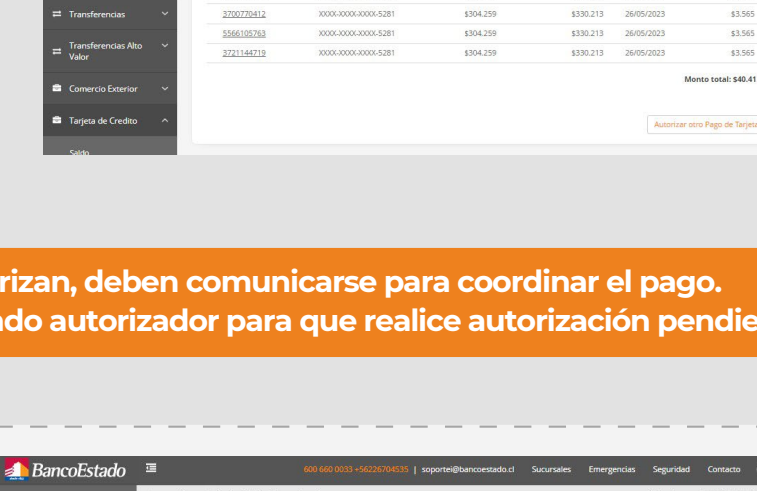 Transferencias
3700770412 XXXX-XXXX-XXXX-5281 $304.259 $330.213 26/05/2023 $3.565
5566105763 XXXX-XXXX-XXXX-5281 $304.259 $330.213 26/05/2023 $3.565
Transferencias Alto
Valor
3721144719 XXXX-XXXX-XXXX-5281 $304.259 $330.213 26/05/2023 $3.565
Monto total: $40.41
Comercio Exterior
Tarjeta de Credito
Autorizar otro Pago de Tarjeta
Saldo
rizan, deben comunicarse para coordinar el pago.
ado autorizador para que realice autorización pendie
BancoEstado 600 660 0033 +56226704535 | soportei@bancoestado.cl Sucursales Emergencias Seguridad Contacto